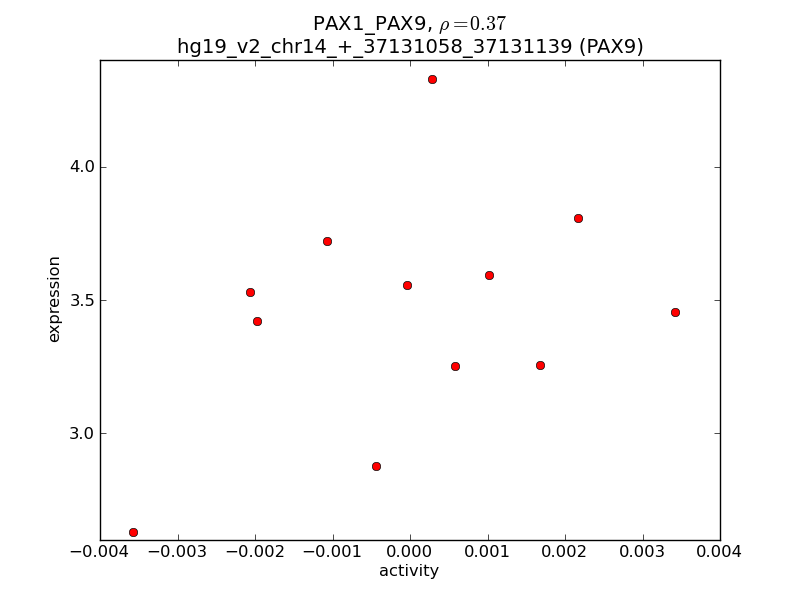 PAX1_PAX9, ρ = 0.37
hg19_v2_chr14_+_37131058_37131139 (PAX9)
4.0
3.5
3.0
expression
−0.004 −0.003 −0.002 −0.001 0.000 0.001 0.002 0.003 0.004
activity